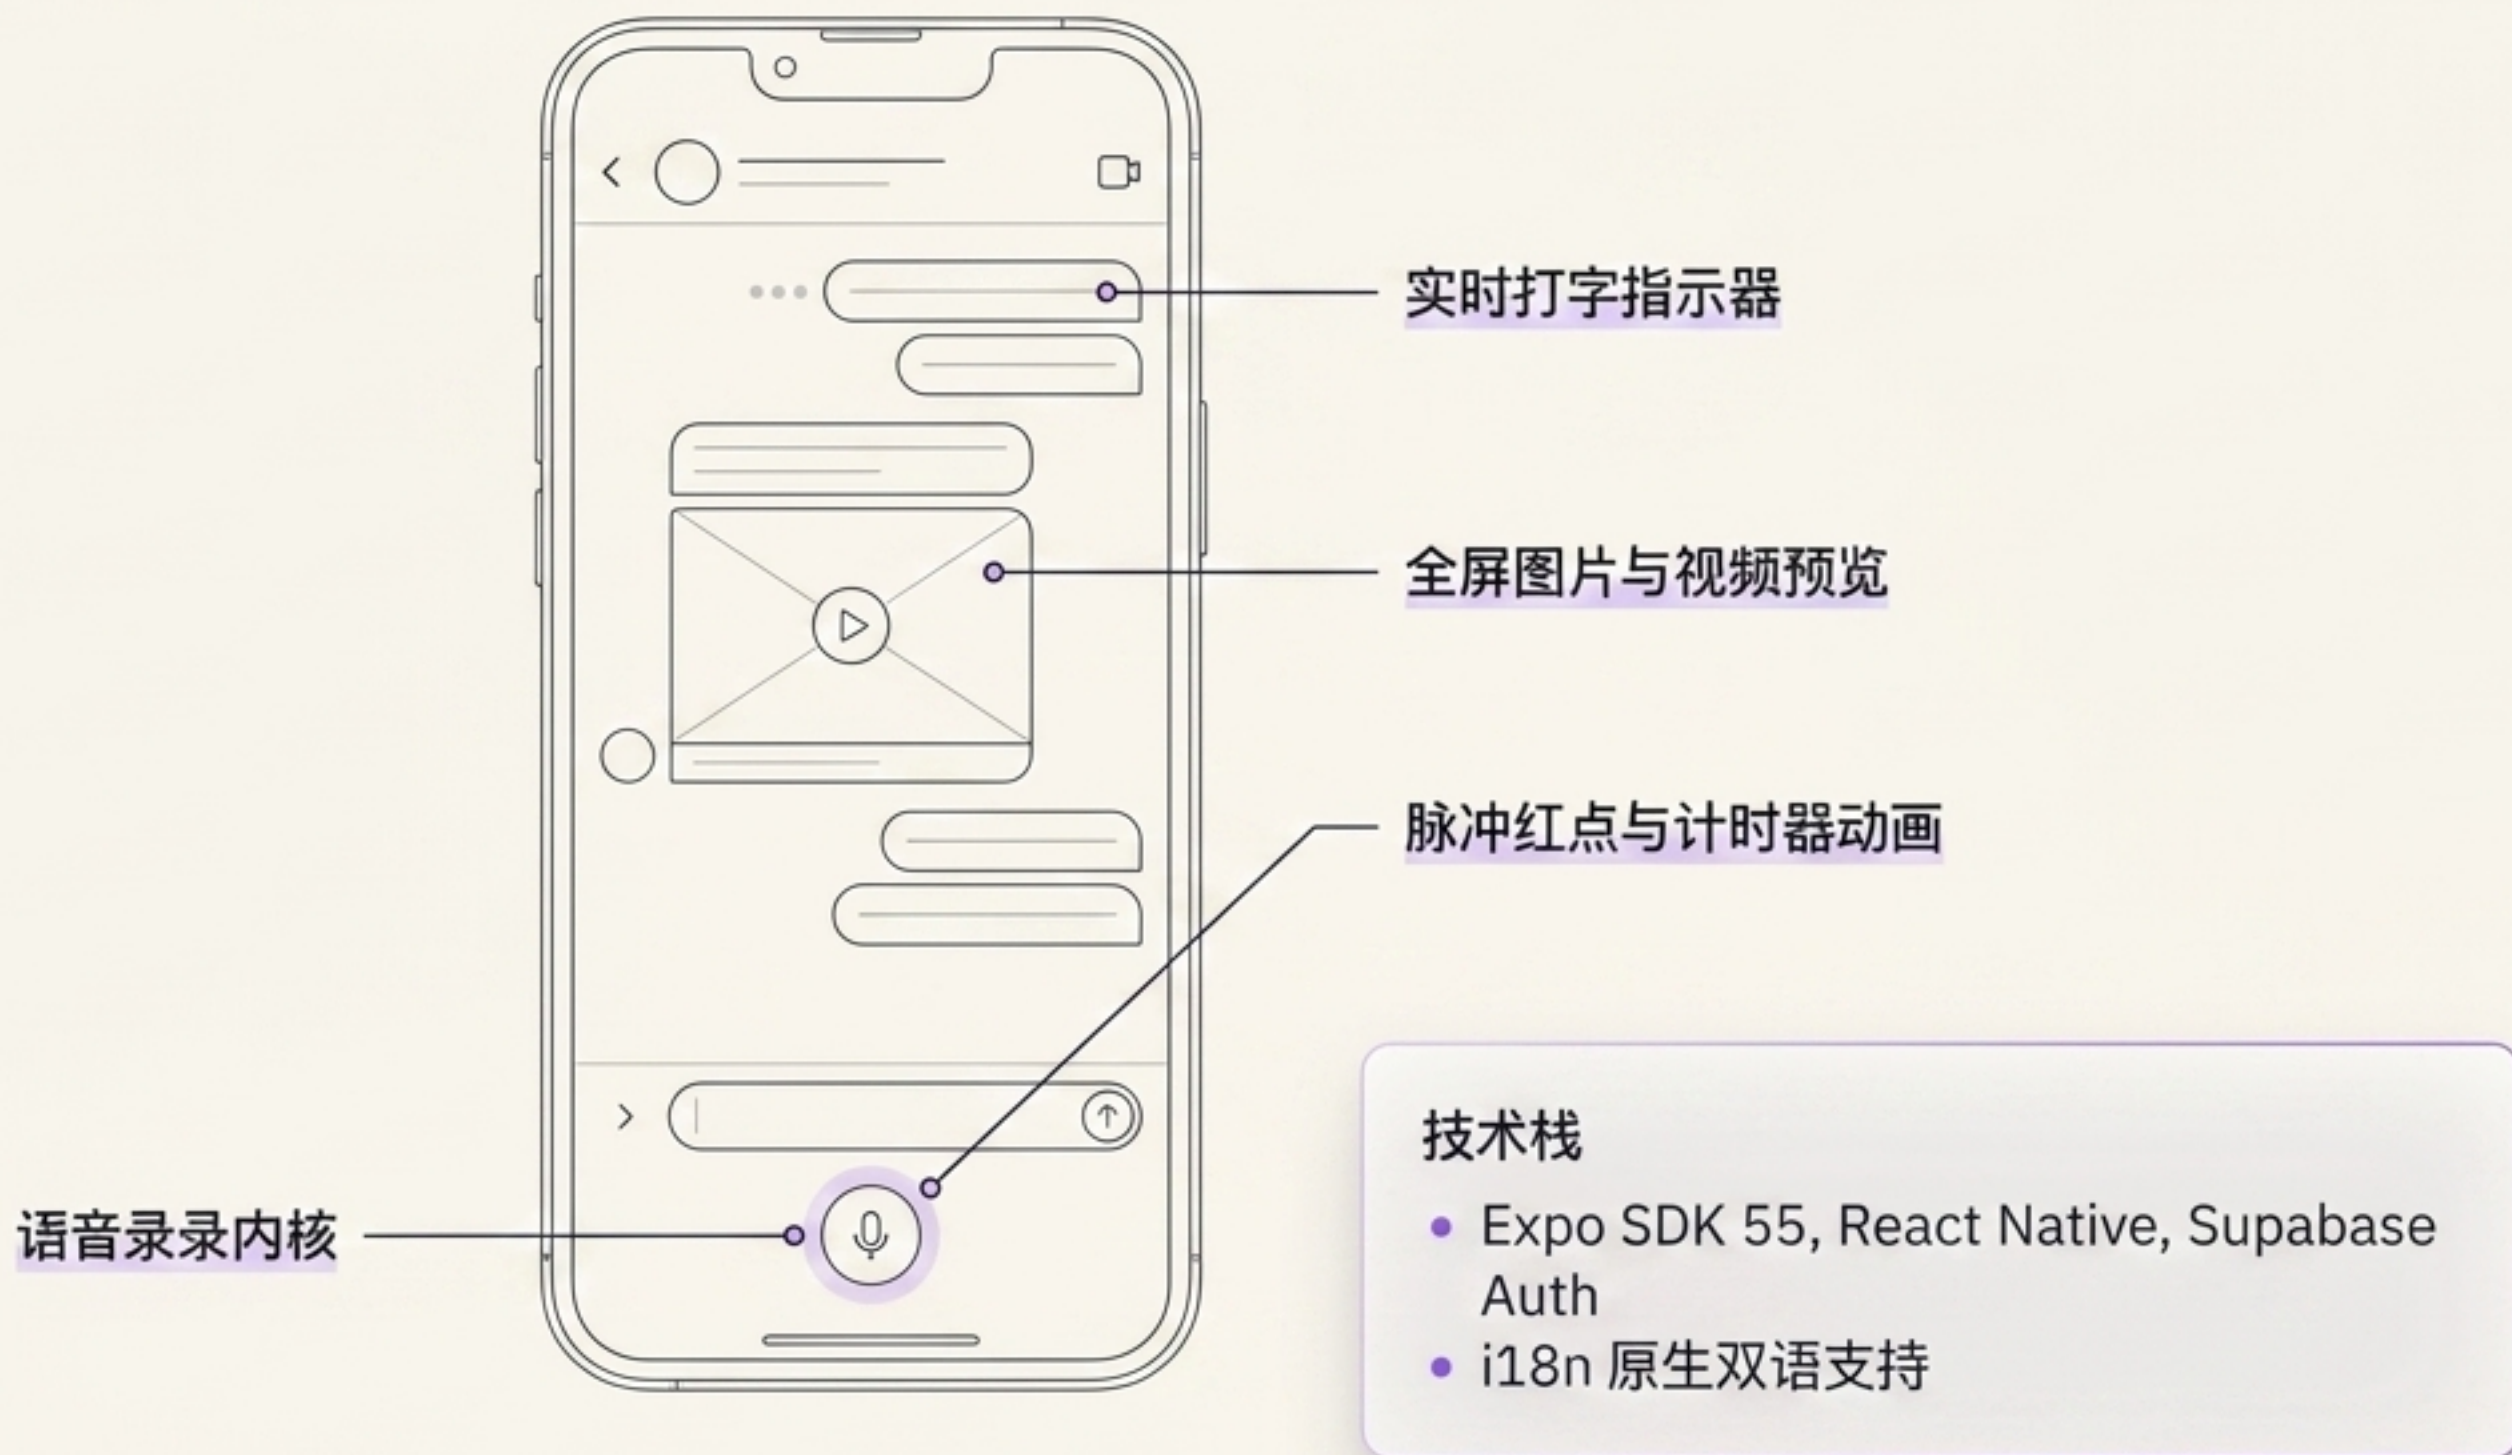 实时打字指示器
全屏图片与视频预览
脉冲红点与计时器动画
语音录录内核
技术栈
Expo SDK 55, React Native, Supabase
Auth
i18n 原生双语支持